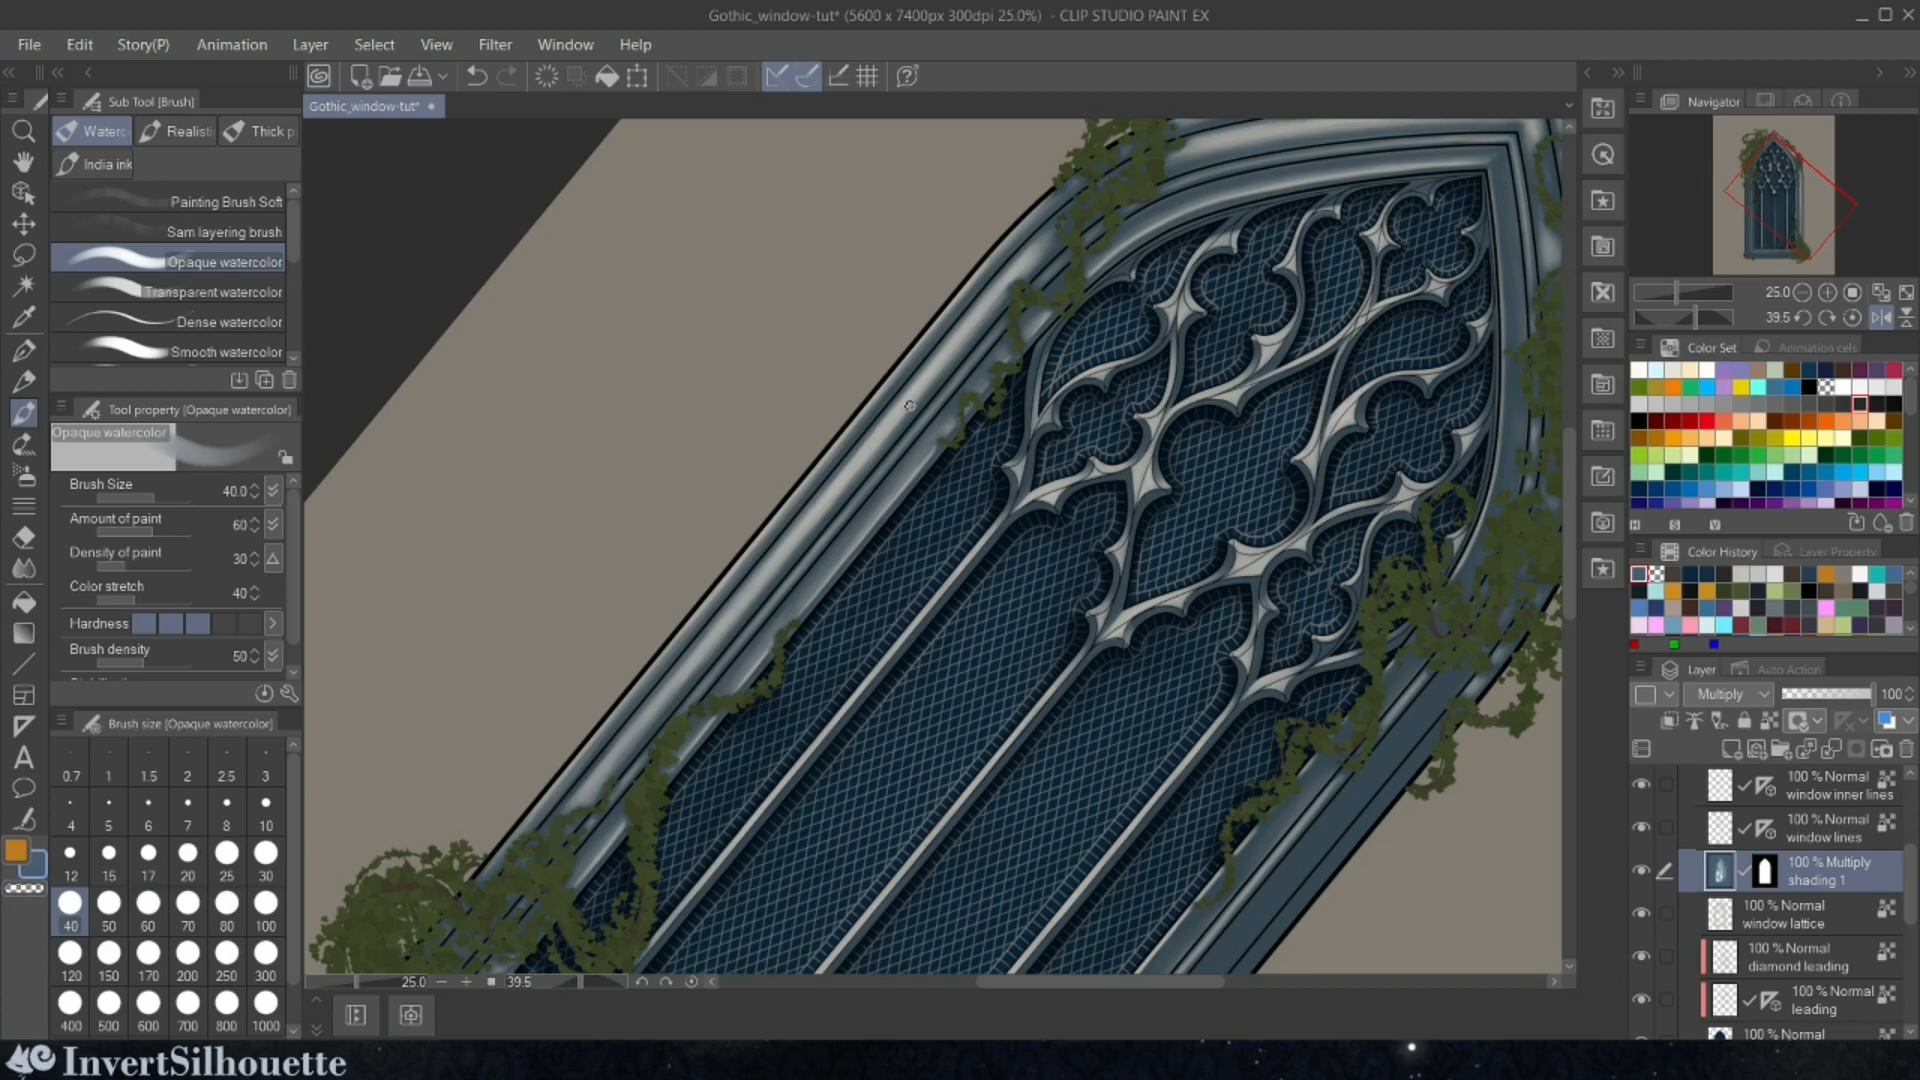 Gothic_window-tut* (5600 x 7400px 300dpi 25.0%) - CLIP STUDIO PAINT EX
File Edit Story(P) Animation Layer Select View Filter Window Help
Sub Tool [Brush]
Waterc Realisti Thick p
India ink
Painting Brush Soft
Sam layering brush
Opaque watercolor
Transparent watercolor
Dense watercolor
Smooth watercolor
Tool property [Opaque watercolor]
Opaque watercolor
Brush Size 40.0
Amount of paint 60
Density of paint 30
Color stretch 40
Hardness
Brush density 50
Brush size [Opaque watercolor]
0.7 1 1.5 2 2.5 3
4 5 6 7 8 10
12 15 17 20 25 30
40 50 60 70 80 100
120 150 170 200 250 300
400 500 600 700 800 1000
Gothic_window-tut*
25.0 39.5
Navigator
25.0
39.5
Color Set Animation cels
H S V
Color History Layer Property
Layer Auto Action
Multiply 100
100 % Normal
window inner lines
100 % Normal
window lines
100 % Multiply
shading 1
100 % Normal
window lattice
100 % Normal
diamond leading
100 % Normal
leading
100 % Normal
InvertSilhouette